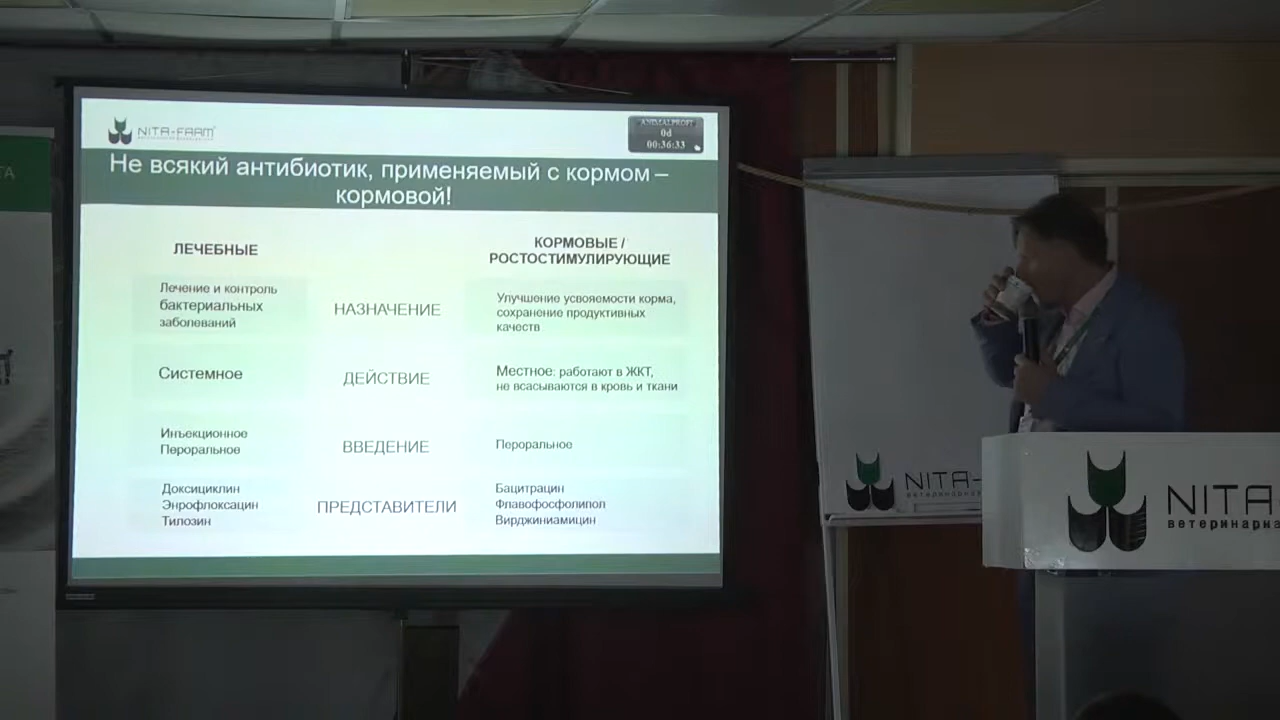 ТА
NITA-FARM
ANIMALPROFI
0d
00:36:33
Не всякий антибиотик, применяемый с кормом –
кормовой!
ЛЕЧЕБНЫЕ
КОРМОВЫЕ /
РОСТОСТИМУЛИРУЮЩИЕ
Лечение и контроль
бактериальных
заболеваний
НАЗНАЧЕНИЕ
Улучшение усвояемости корма,
сохранение продуктивных
качеств
Системное
ДЕЙСТВИЕ
Местное: работают в ЖКТ,
не всасываются в кровь и ткани
Инъекционное
Пероральное
ВВЕДЕНИЕ
Пероральное
Доксициклин
Энрофлоксацин
Тилозин
ПРЕДСТАВИТЕЛИ
Бацитрацин
Флавофосфолипол
Вирджиниамицин
NITA-
ветеринарна
NITA
ветеринарна